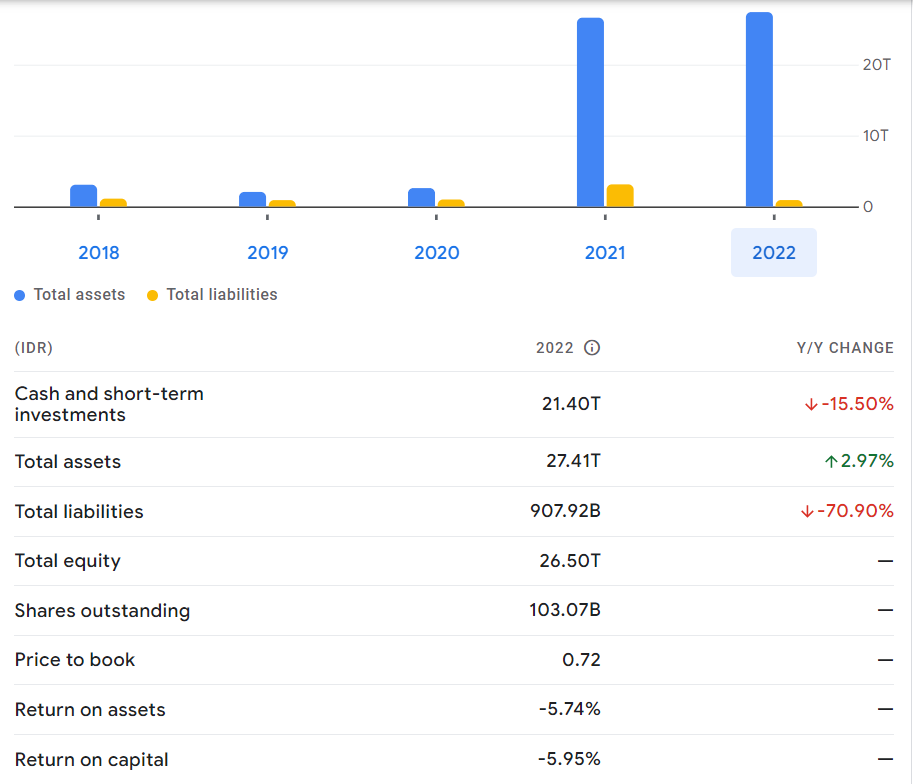 20T
10T
0
2018 2019 2020 2021 2022
Total assets Total liabilities
(IDR) 2022 Y/Y CHANGE
Cash and short-term
investments 21.40T ↓-15.50%
Total assets 27.41T ↑2.97%
Total liabilities 907.92B ↓-70.90%
Total equity 26.50T —
Shares outstanding 103.07B —
Price to book 0.72 —
Return on assets -5.74% —
Return on capital -5.95% —